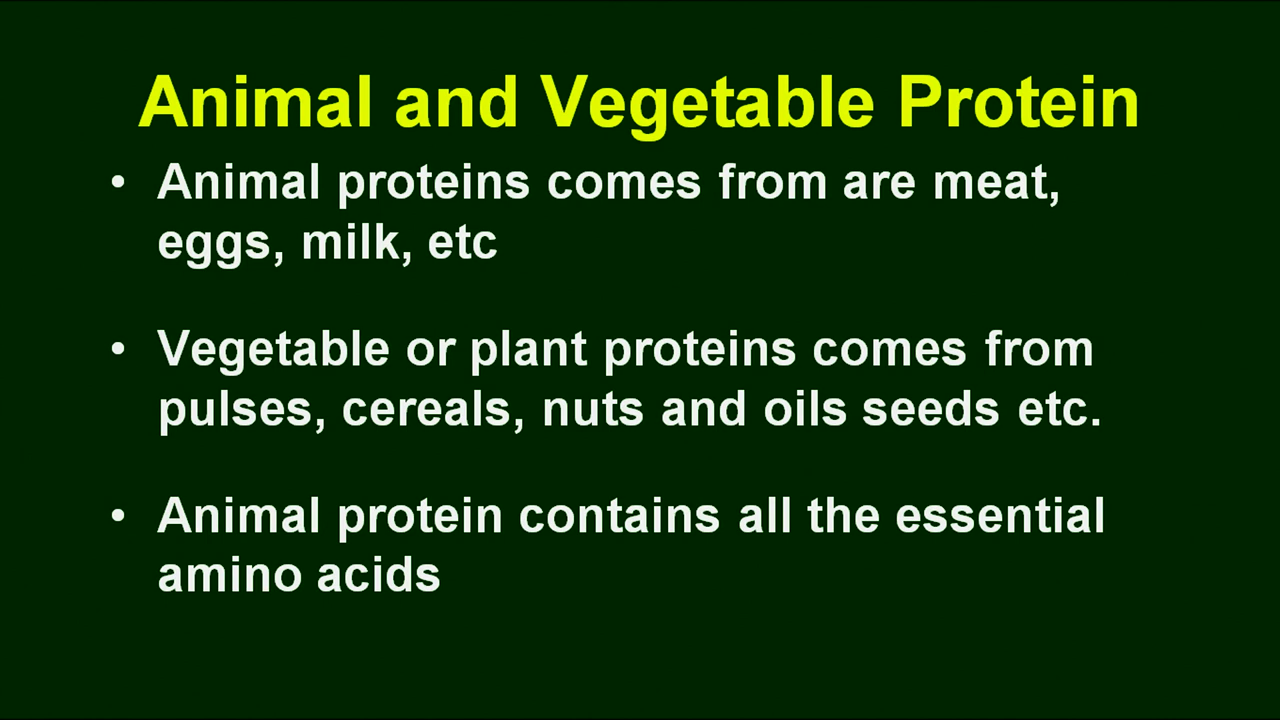 Animal and Vegetable Protein
• Animal proteins comes from are meat,
eggs, milk, etc
• Vegetable or plant proteins comes from
pulses, cereals, nuts and oils seeds etc.
• Animal protein contains all the essential
amino acids